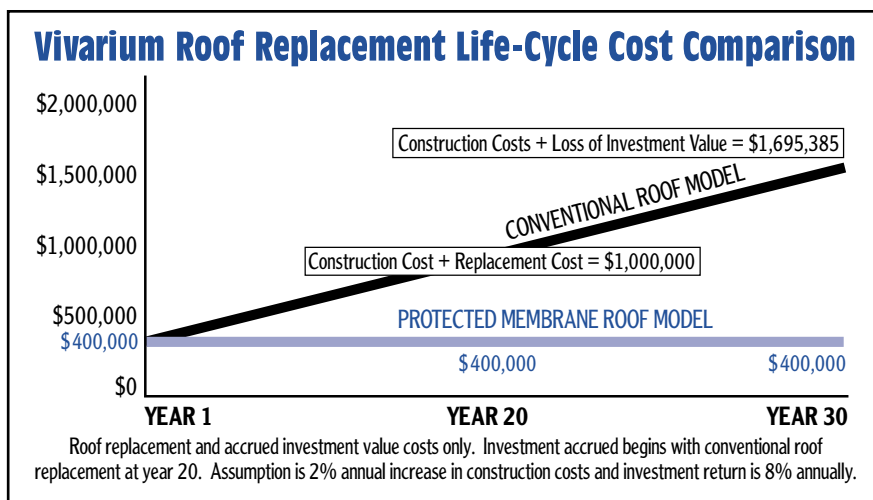 Vivarium Roof Replacement Life-Cycle Cost Comparison
$2,000,000
Construction Costs + Loss of Investment Value = $1,695,385
$1,500,000
CONVENTIONAL ROOF MODEL
$1,000,000
Construction Cost + Replacement Cost = $1,000,000
$500,000
PROTECTED MEMBRANE ROOF MODEL
$400,000
$400,000
$400,000
$0
YEAR 1
YEAR 20
YEAR 30
Roof replacement and accrued investment value costs only. Investment accrued begins with conventional roof
replacement at year 20. Assumption is 2% annual increase in construction costs and investment return is 8% annually.